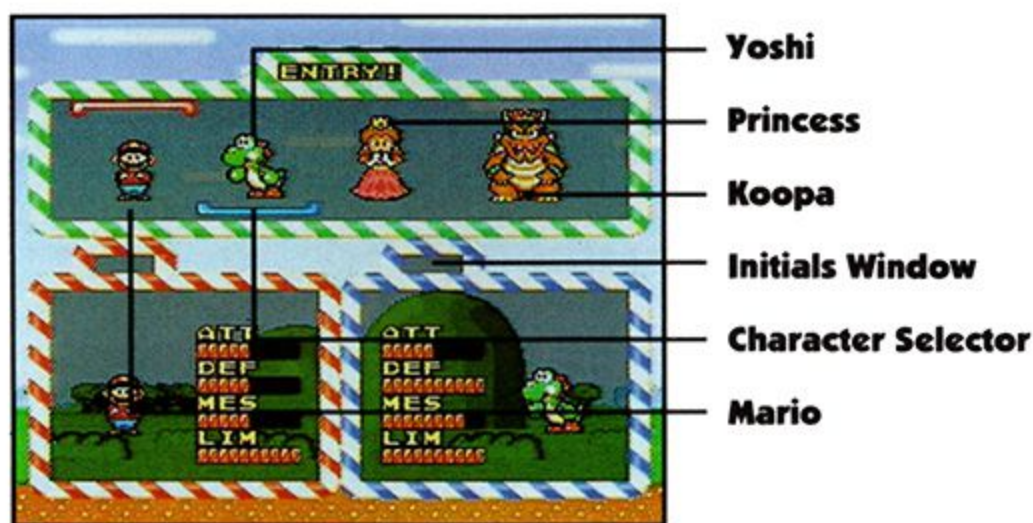 ENTRY!
Yoshi
Princess
Koopa
Initials Window
Character Selector
Mario
ATT
DEF
MES
LIM
ATT
DEF
MES
LIM